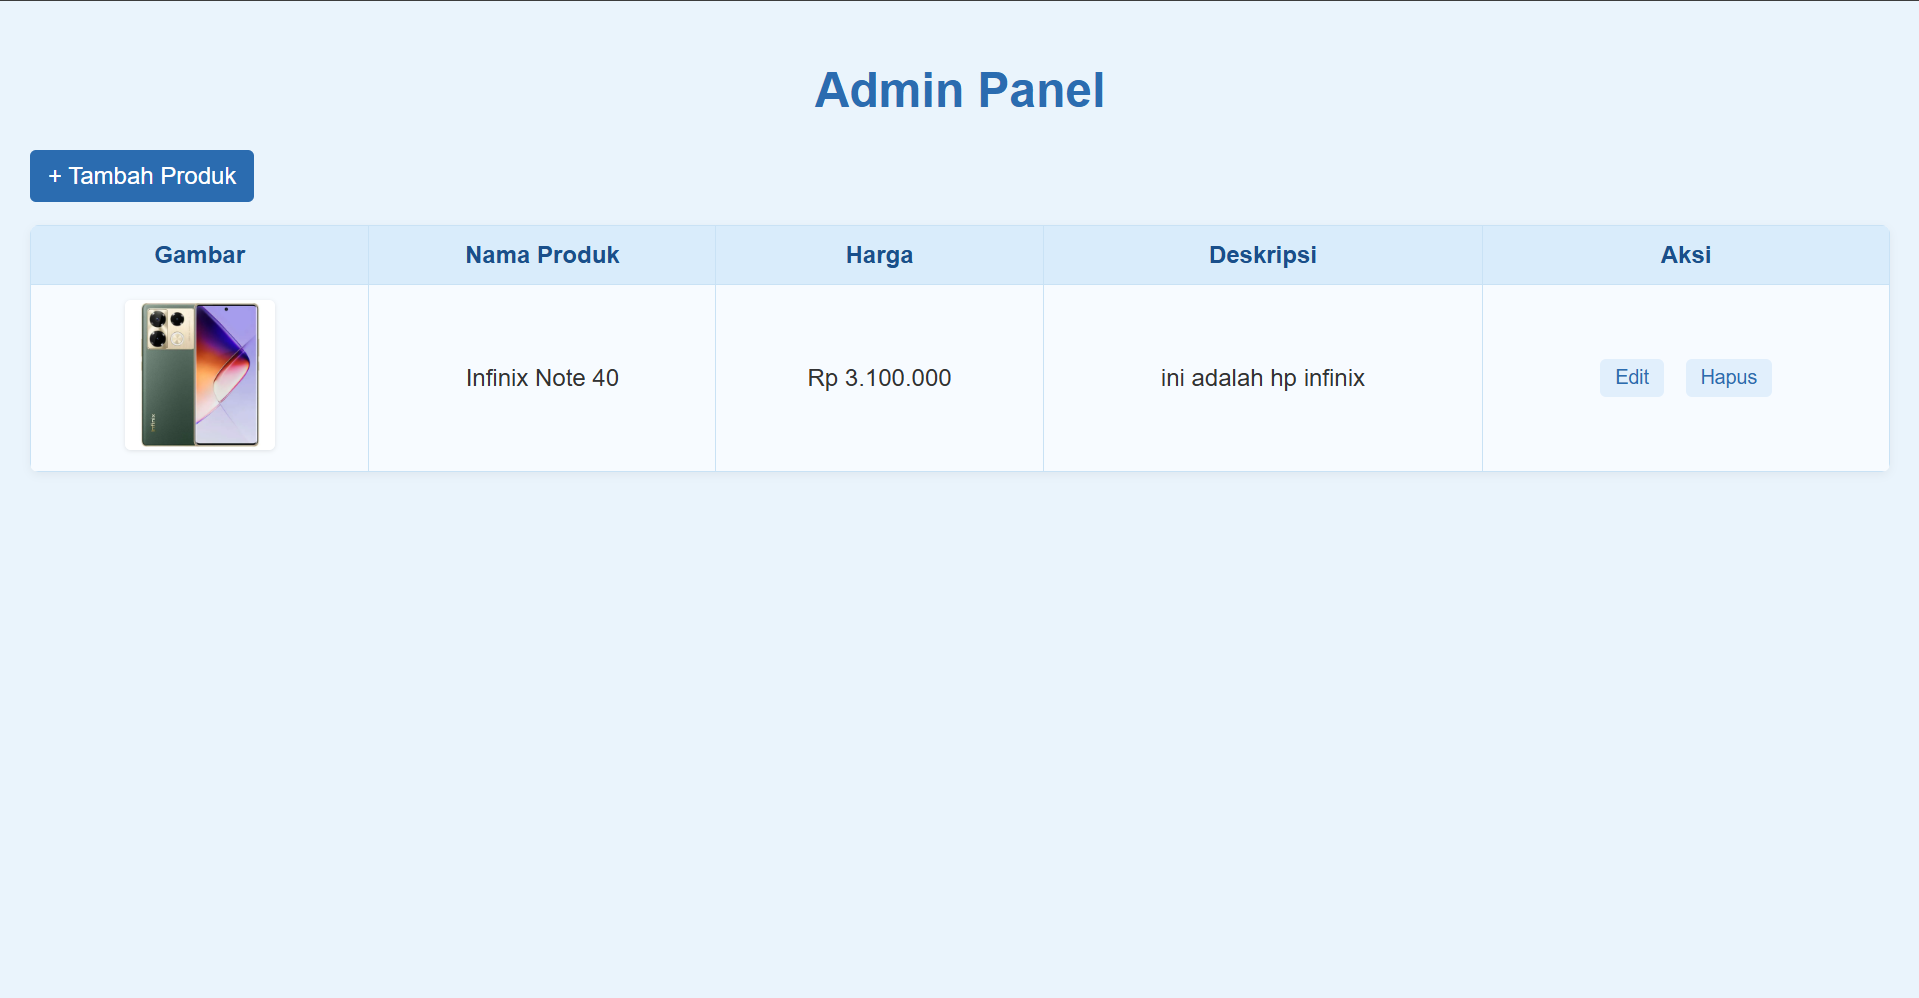 Admin Panel
+ Tambah Produk
Gambar Nama Produk Harga Deskripsi Aksi
Infinix Note 40 Rp 3.100.000 ini adalah hp infinix Edit Hapus
Infinix